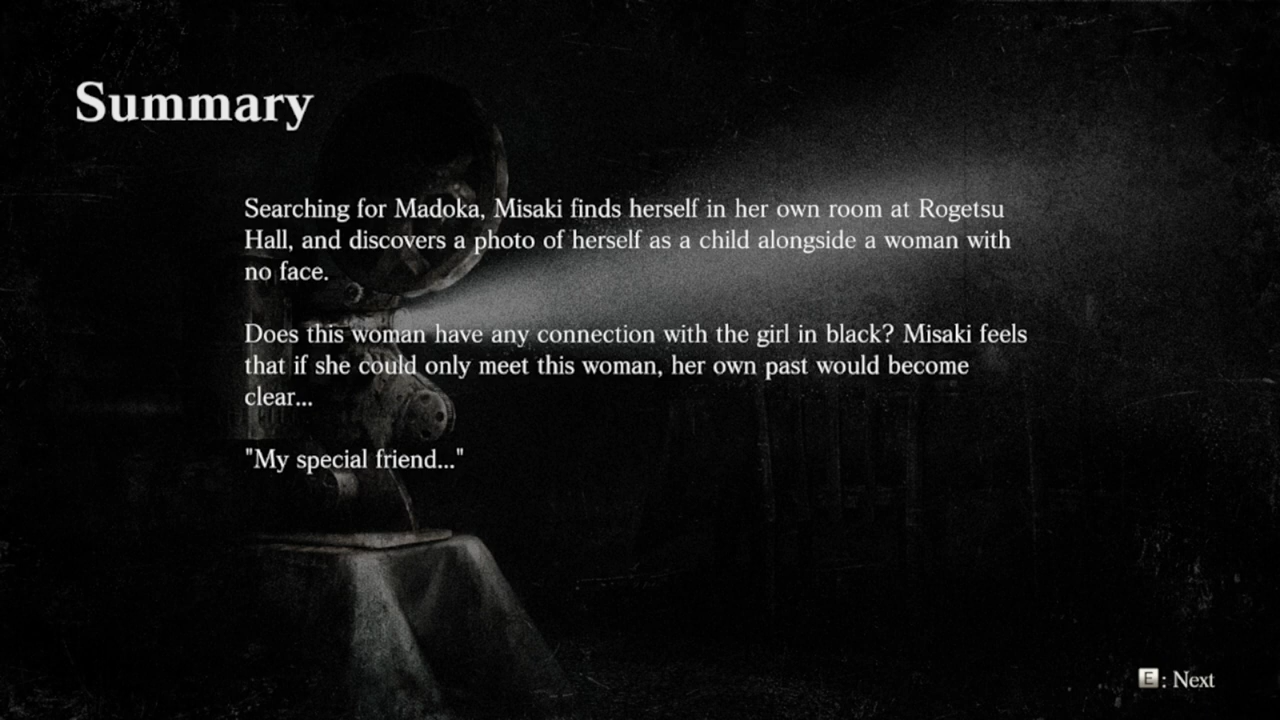 Summary
Searching for Madoka, Misaki finds herself in her own room at Rogetsu
Hall, and discovers a photo of herself as a child alongside a woman with
no face.
Does this woman have any connection with the girl in black? Misaki feels
that if she could only meet this woman, her own past would become
clear...
"My special friend..."
E : Next